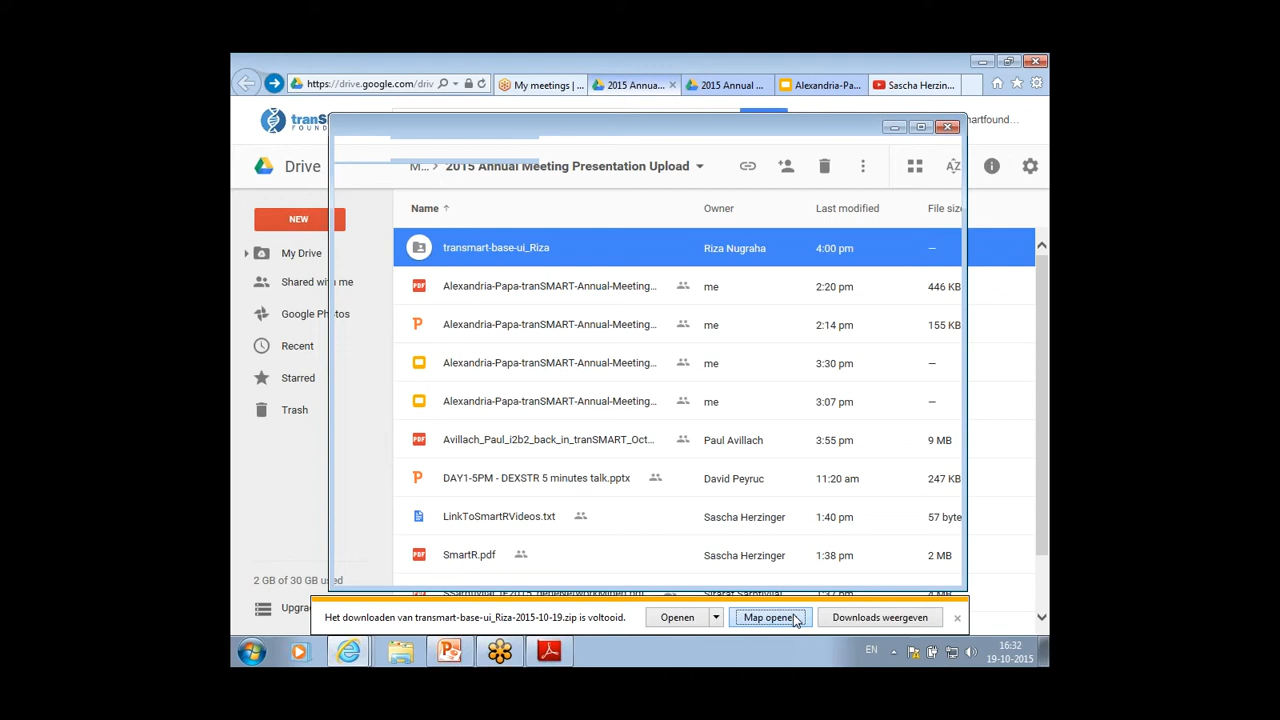 https://drive.google.com/driv
My meetings | ...
2015 Annua...
2015 Annual ...
Alexandria-Pa...
Sascha Herzin...
tranS
FOUN
artfound...
Drive
M... > 2015 Annual Meeting Presentation Upload
NEW
My Drive
Shared with me
Google Photos
Recent
Starred
Trash
2 GB of 30 GB used
Upgra
Name
Owner
Last modified
File size
transmart-base-ui_Riza
Riza Nugraha
4:00 pm
—
Alexandria-Papa-tranSMART-Annual-Meeting...
me
2:20 pm
446 KB
Alexandria-Papa-tranSMART-Annual-Meeting...
me
2:14 pm
155 KB
Alexandria-Papa-tranSMART-Annual-Meeting...
me
3:30 pm
—
Alexandria-Papa-tranSMART-Annual-Meeting...
me
3:07 pm
—
Avillach_Paul_i2b2_back_in_tranSMART_Oct...
Paul Avillach
3:55 pm
9 MB
DAY1-5PM - DEXSTR 5 minutes talk.pptx
David Peyruc
11:20 am
247 KB
LinkToSmartRVideos.txt
Sascha Herzinger
1:40 pm
57 byte
SmartR.pdf
Sascha Herzinger
1:38 pm
2 MB
Het downloaden van transmart-base-ui_Riza-2015-10-19.zip is voltooid.
Openen
Map openen
Downloads weergeven
EN
16:32
19-10-2015